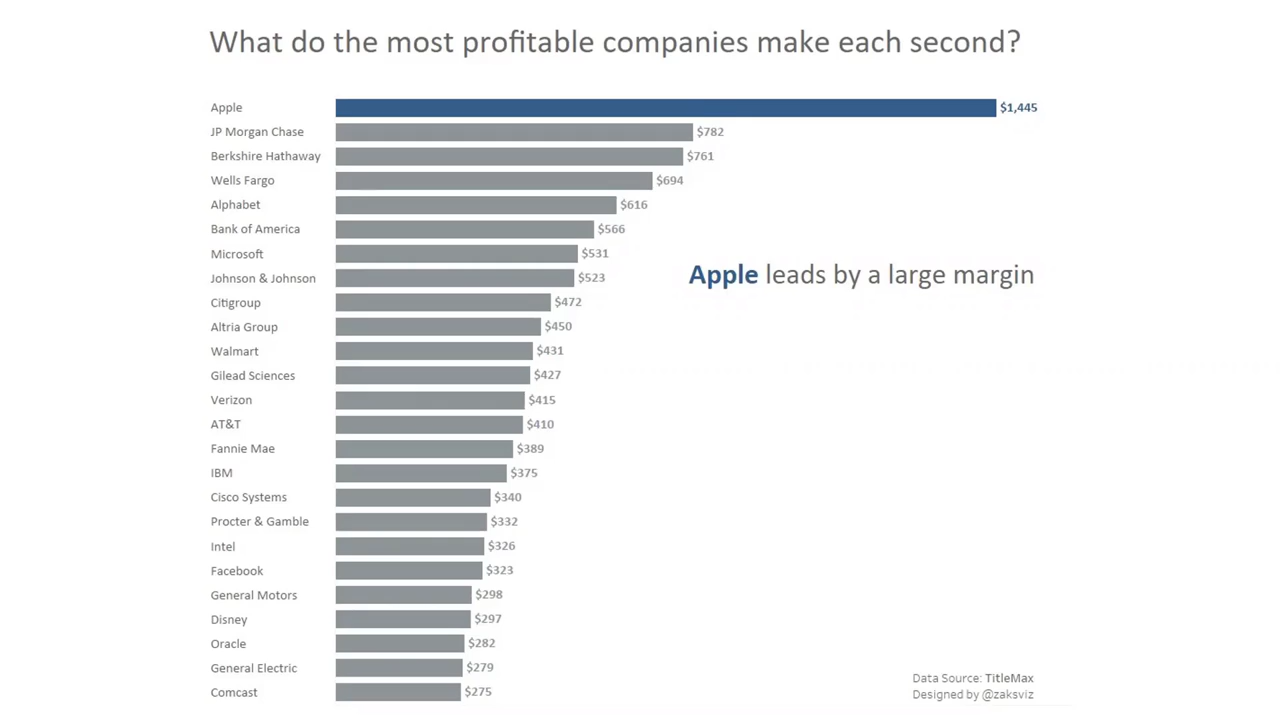 What do the most profitable companies make each second?
Apple $1,445
JP Morgan Chase $782
Berkshire Hathaway $761
Wells Fargo $694
Alphabet $616
Bank of America $566
Microsoft $531
Apple leads by a large margin
Johnson & Johnson $523
Citigroup $472
Altria Group $450
Walmart $431
Gilead Sciences $427
Verizon $415
AT&T $410
Fannie Mae $389
IBM $375
Cisco Systems $340
Procter & Gamble $332
Intel $326
Facebook $323
General Motors $298
Disney $297
Oracle $282
General Electric $279
Comcast $275
Data Source: TitleMax
Designed by @zaksviz